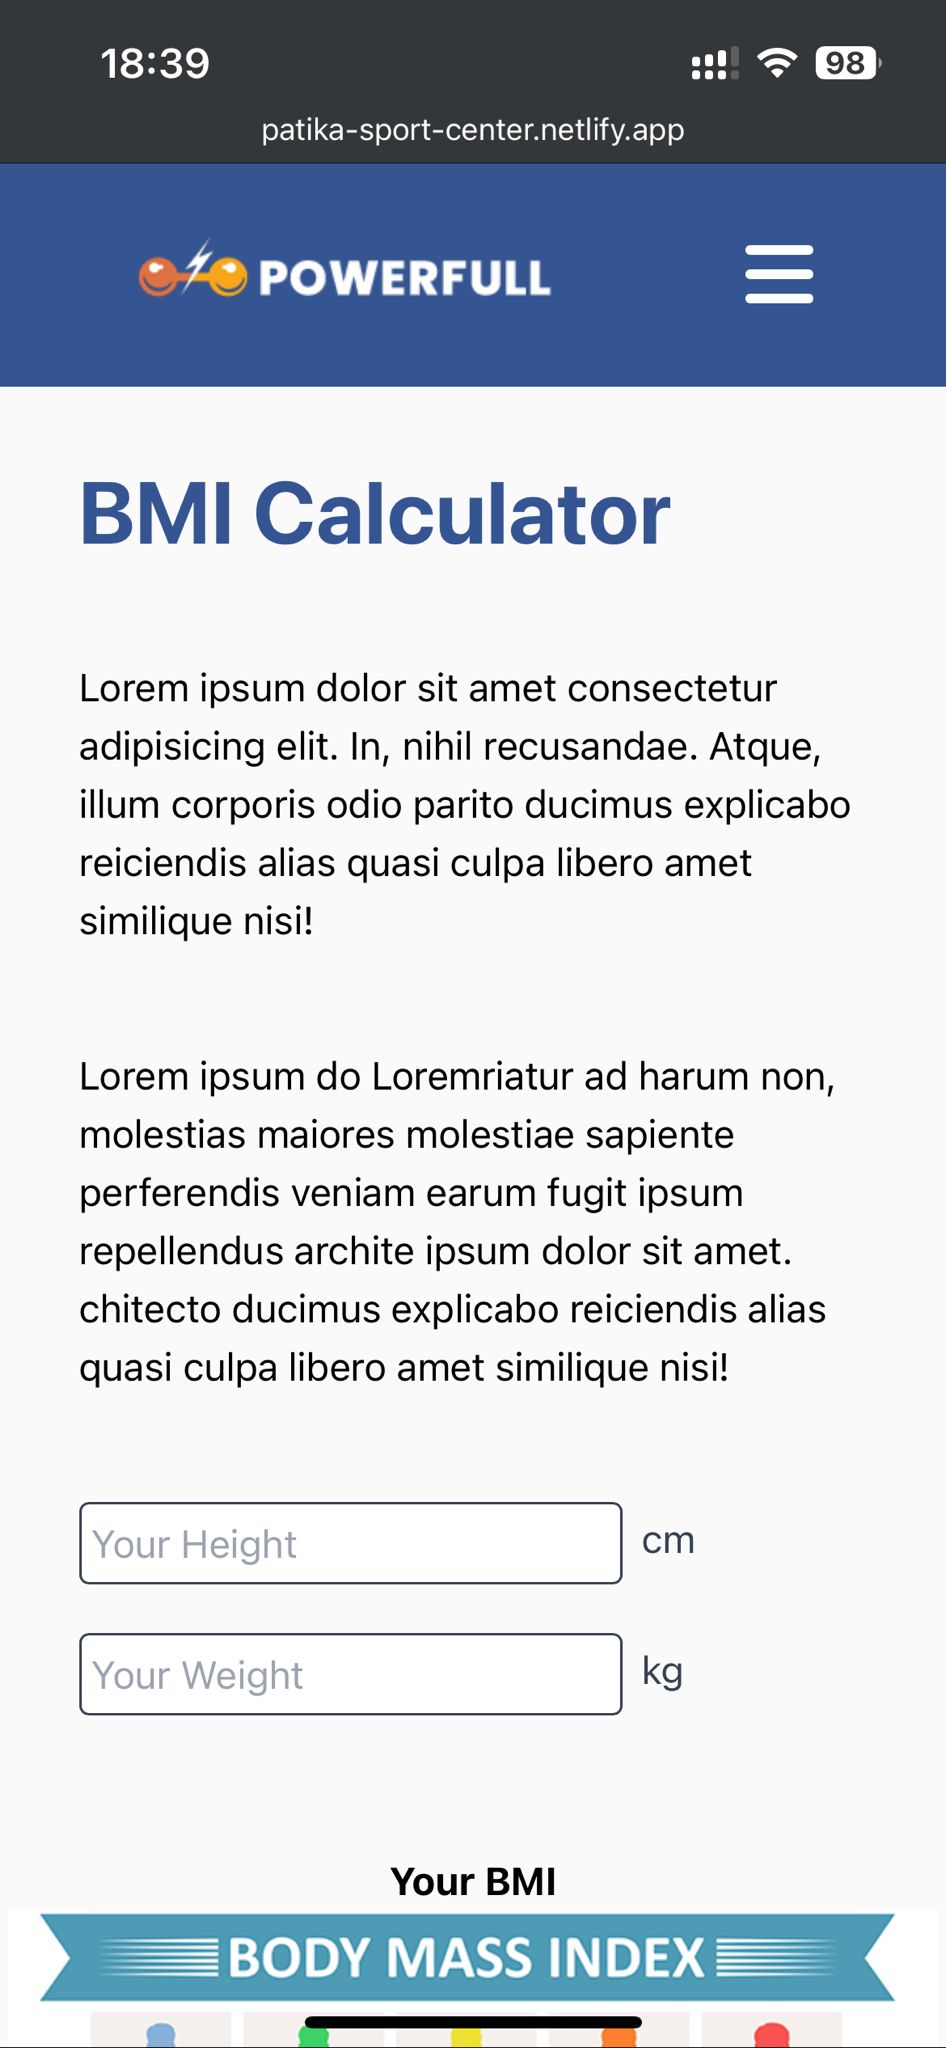 18:39
98
patika-sport-center.netlify.app
POWERFULL
BMI Calculator
Lorem ipsum dolor sit amet consectetur
adipisicing elit. In, nihil recusandae. Atque,
illum corporis odio parito ducimus explicabo
reiciendis alias quasi culpa libero amet
similique nisi!
Lorem ipsum do Loremriatur ad harum non,
molestias maiores molestiae sapiente
perferendis veniam earum fugit ipsum
repellendus archite ipsum dolor sit amet.
chitecto ducimus explicabo reiciendis alias
quasi culpa libero amet similique nisi!
Your Height cm
Your Weight kg
Your BMI
BODY MASS INDEX